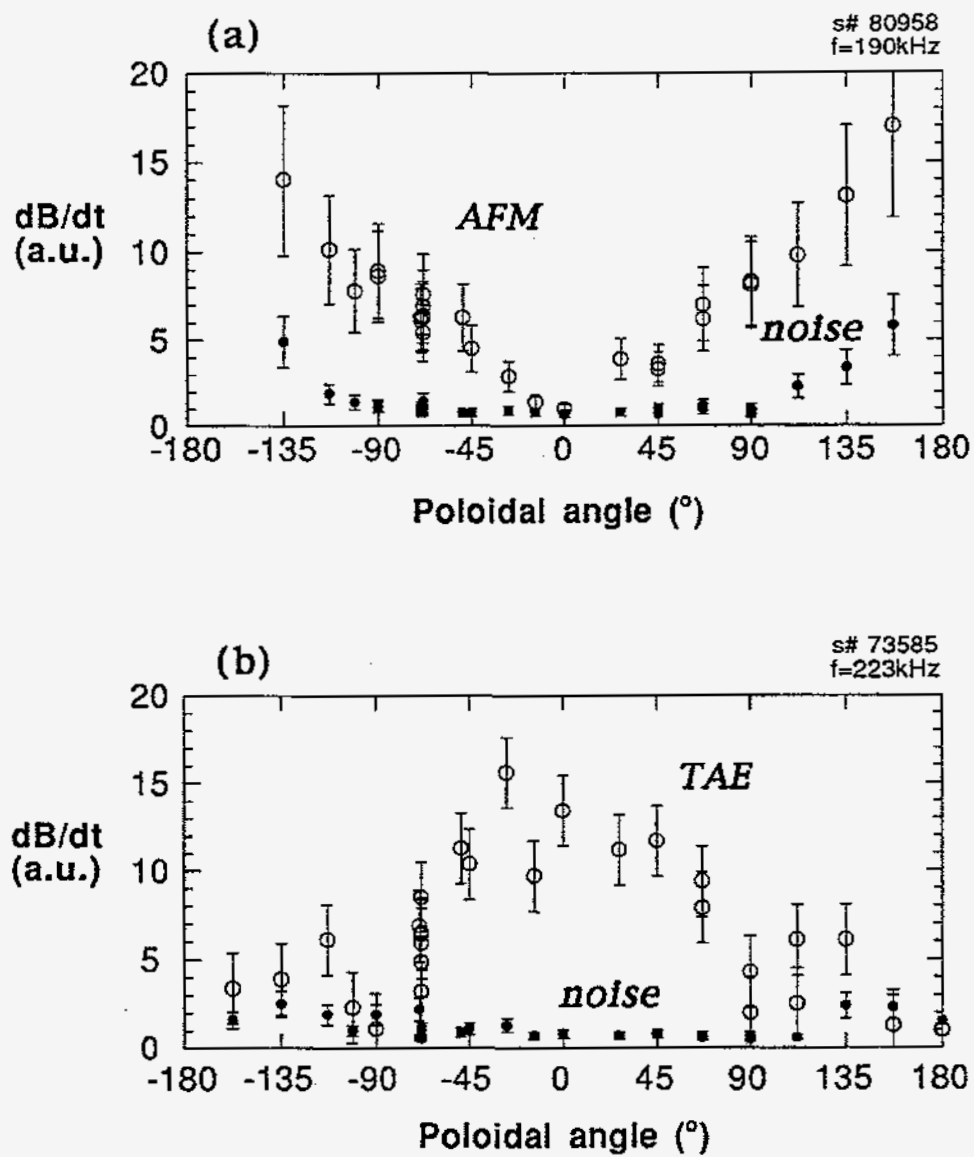 (a)
s# 80958
f=190kHz
20
15
10
5
0
dB/dt
(a.u.)
AFM
noise
-180 -135 -90 -45 0 45 90 135 180
Poloidal angle (°)
(b)
s# 73585
f=223kHz
20
15
10
5
0
dB/dt
(a.u.)
TAE
noise
-180 -135 -90 -45 0 45 90 135 180
Poloidal angle (°)